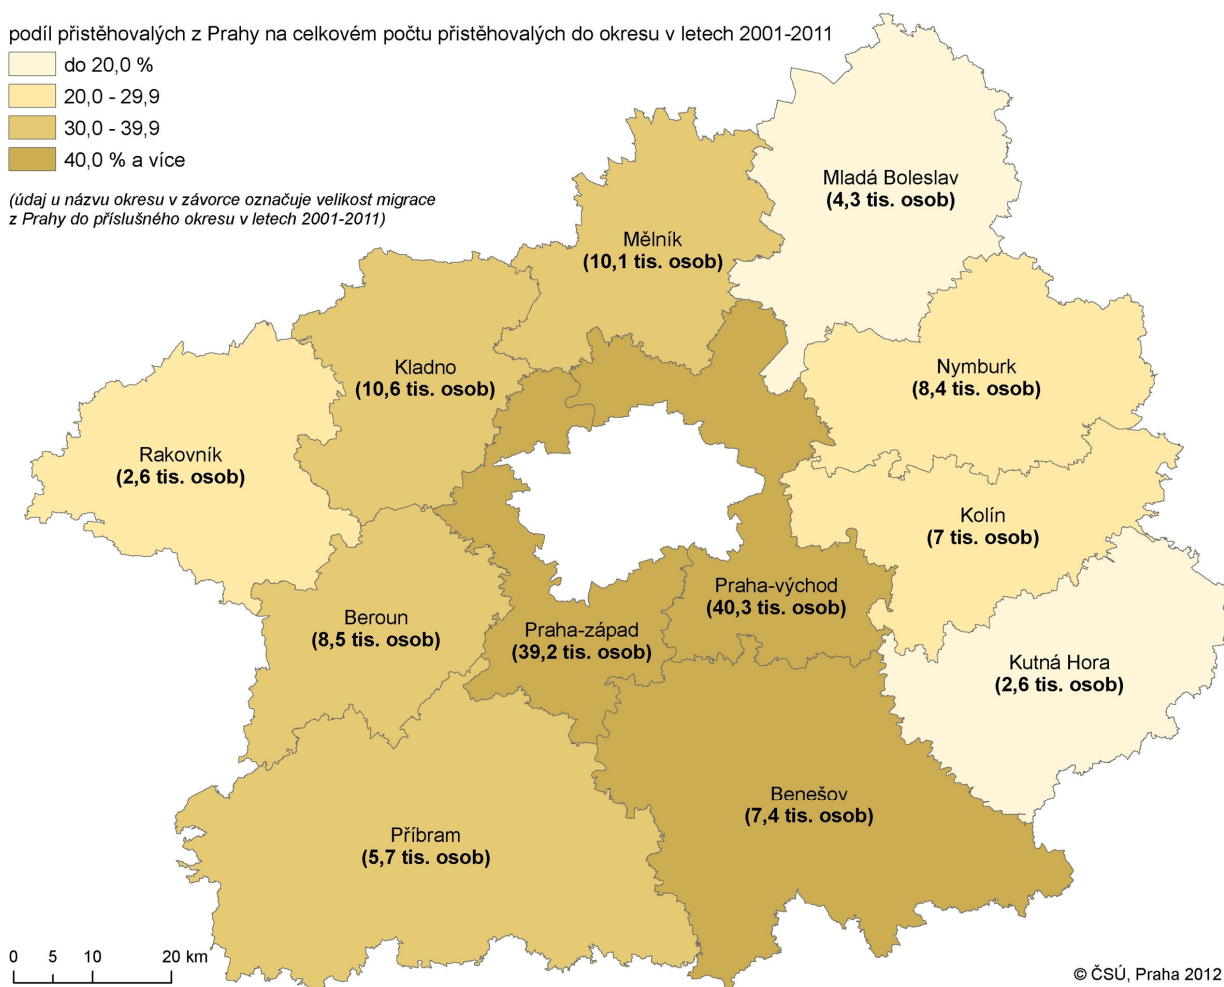 podíl přistěhovalých z Prahy na celkovém počtu přistěhovalých do okresu v letech 2001-2011
do 20,0 %
20,0 - 29,9
30,0 - 39,9
40,0 % a více
(údaj u názvu okresu v závorce označuje velikost migrace
z Prahy do příslušného okresu v letech 2001-2011)
Mladá Boleslav
(4,3 tis. osob)
Mělník
(10,1 tis. osob)
Kladno
(10,6 tis. osob)
Nymburk
(8,4 tis. osob)
Rakovník
(2,6 tis. osob)
Kolín
(7 tis. osob)
Praha-východ
(40,3 tis. osob)
Beroun
(8,5 tis. osob)
Praha-západ
(39,2 tis. osob)
Kutná Hora
(2,6 tis. osob)
Benešov
(7,4 tis. osob)
Příbram
(5,7 tis. osob)
0 5 10 20 km
© ČSÚ, Praha 2012